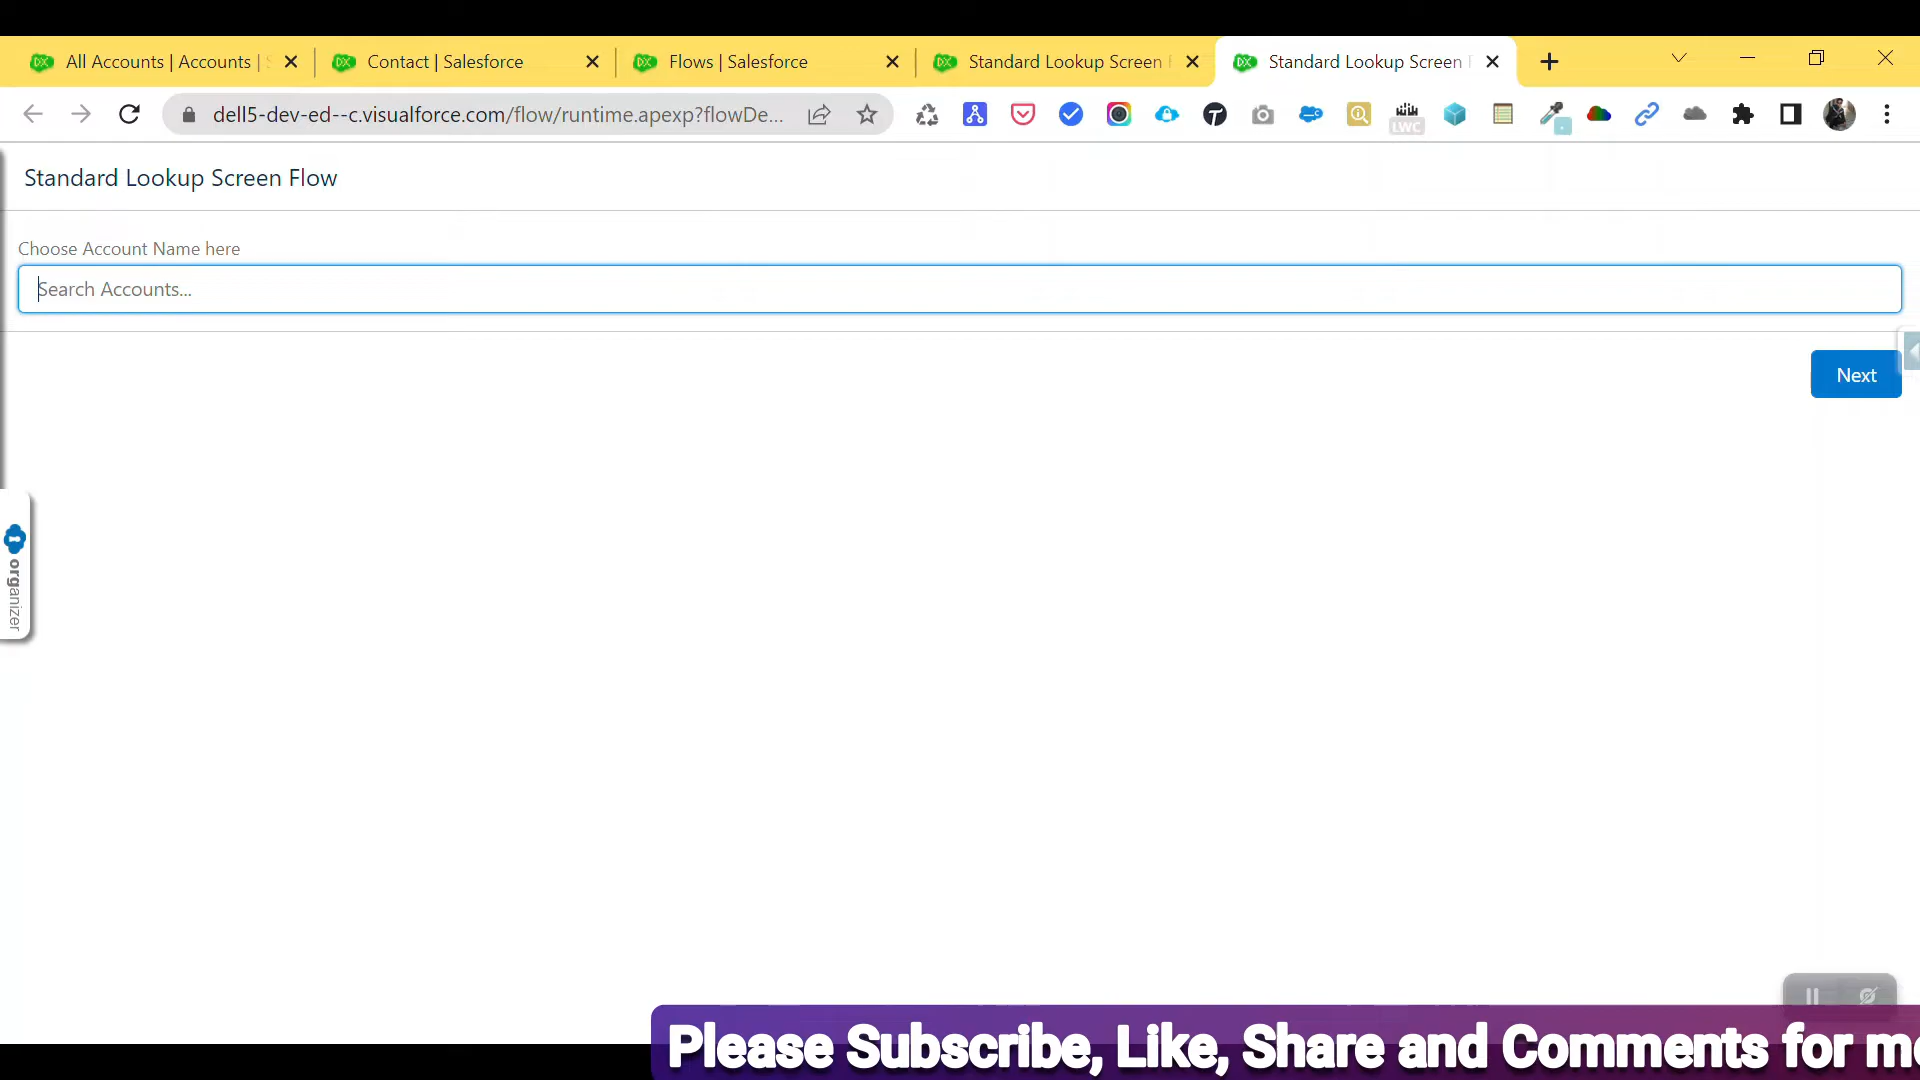 All Accounts | Accounts |
Contact | Salesforce
Flows | Salesforce
Standard Lookup Screen
Standard Lookup Screen
dell5-dev-ed--c.visualforce.com/flow/runtime.apexp?flowDe...
LWC
Standard Lookup Screen Flow
Choose Account Name here
Search Accounts...
Next
organizer
Please Subscribe, Like, Share and Comments for